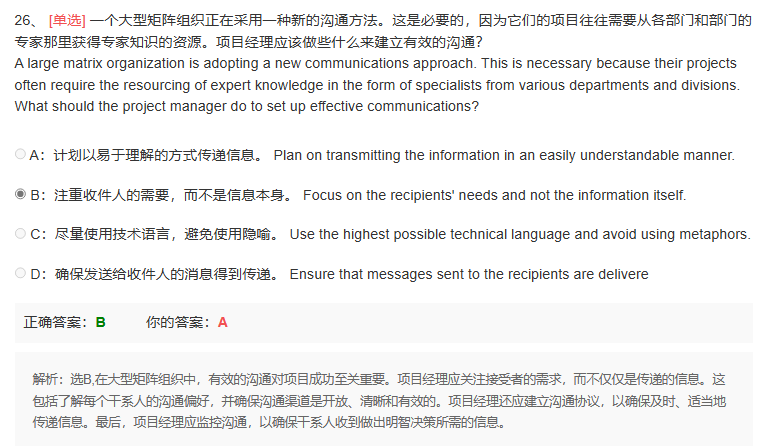 26、 [单选] 一个大型矩阵组织正在采用一种新的沟通方法。这是必要的，因为它们的项目往往需要从各部门和部门的
专家那里获得专家知识的资源。项目经理应该做些什么来建立有效的沟通？
A large matrix organization is adopting a new communications approach. This is necessary because their projects
often require the resourcing of expert knowledge in the form of specialists from various departments and divisions.
What should the project manager do to set up effective communications?
A：计划以易于理解的方式传递信息。 Plan on transmitting the information in an easily understandable manner.
B：注重收件人的需要，而不是信息本身。 Focus on the recipients' needs and not the information itself.
C：尽量使用技术语言，避免使用隐喻。 Use the highest possible technical language and avoid using metaphors.
D：确保发送给收件人的消息得到传递。 Ensure that messages sent to the recipients are delivere
正确答案：B 你的答案：A
解析：选B,在大型矩阵组织中，有效的沟通对项目成功至关重要。项目经理应关注接受者的需求，而不仅仅是传递的信息。这
包括了解每个干系人的沟通偏好，并确保沟通渠道是开放、清晰和有效的。项目经理还应建立沟通协议，以确保及时、适当地
传递信息。最后，项目经理应监控沟通，以确保干系人收到做出明智决策所需的信息。